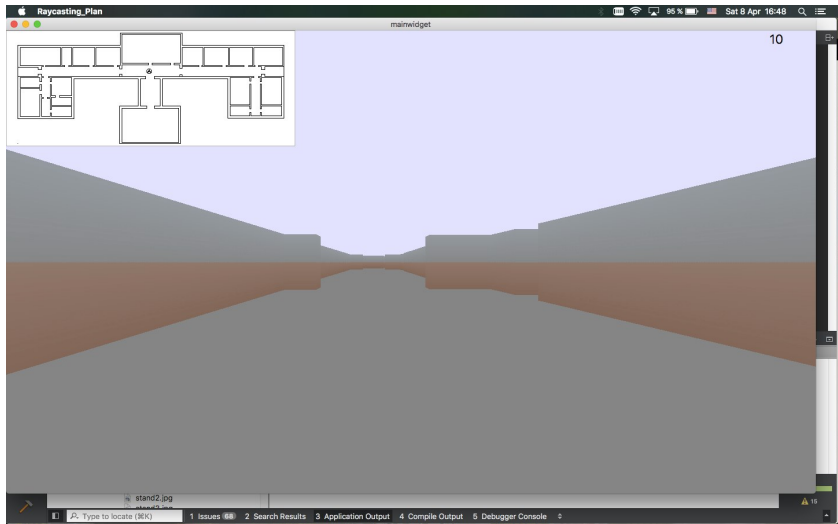 Raycasting_Plan
95 %
Sat 8 Apr 16:48
mainwidget
10
stand2.jpg
Type to locate (⌘K)
1 Issues 68
2 Search Results
3 Application Output
4 Compile Output
5 Debugger Console